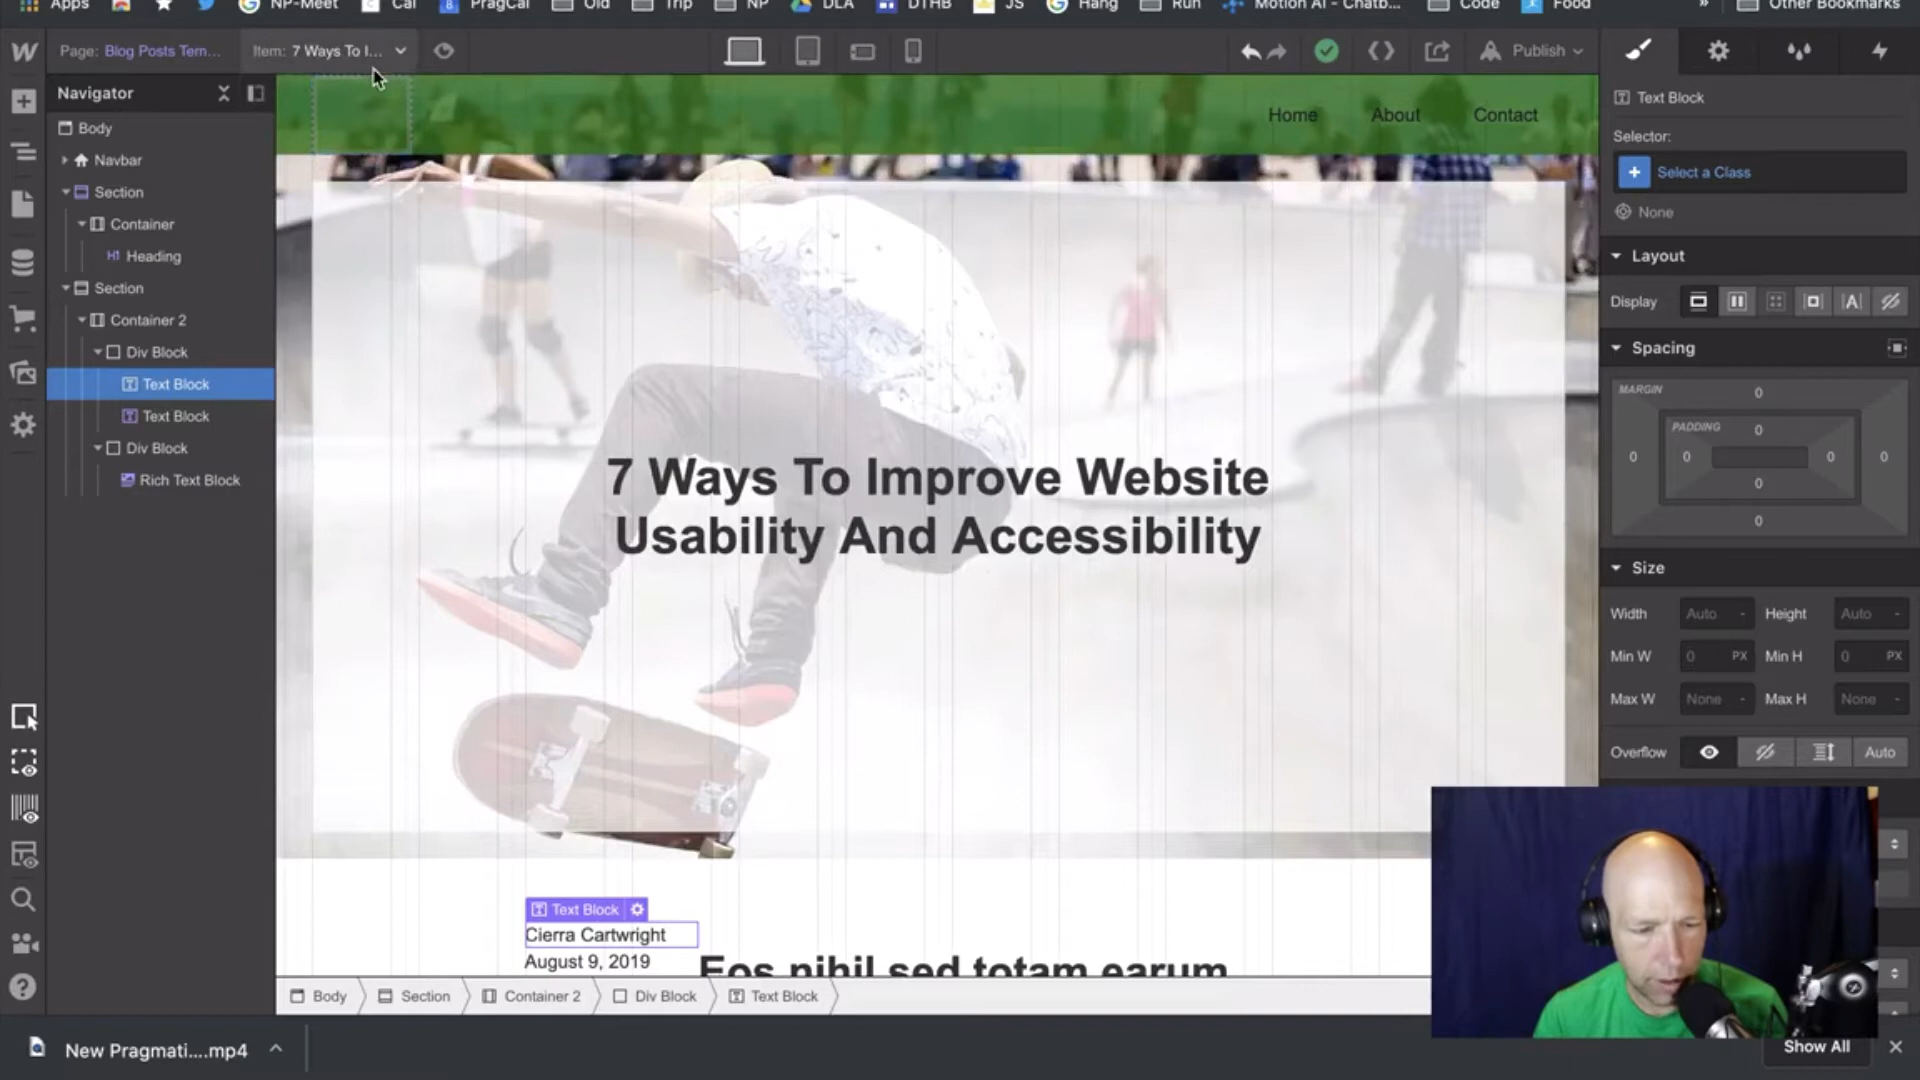 Apps NP-Meet Cal PragCal Old Trip NP DLA DTHB JS Hang Run Motion AI - Chatb... Code Food » Other Bookmarks
Page: Blog Posts Tem... Item: 7 Ways To I... Publish
Navigator
Body
Navbar
Section
Container
H1 Heading
Section
Container 2
Div Block
Text Block
Text Block
Div Block
Rich Text Block
Home About Contact
7 Ways To Improve Website
Usability And Accessibility
Text Block
Cierra Cartwright
August 9, 2019
Eos nihil sed totam earum
Body Section Container 2 Div Block Text Block
Text Block
Selector:
Select a Class
None
Layout
Display
Spacing
MARGIN
0
PADDING
0
0 0 0 0
0
0
Size
Width Auto - Height Auto -
Min W 0 PX Min H 0 PX
Max W None - Max H None -
Overflow Auto
New Pragmati....mp4
Show All